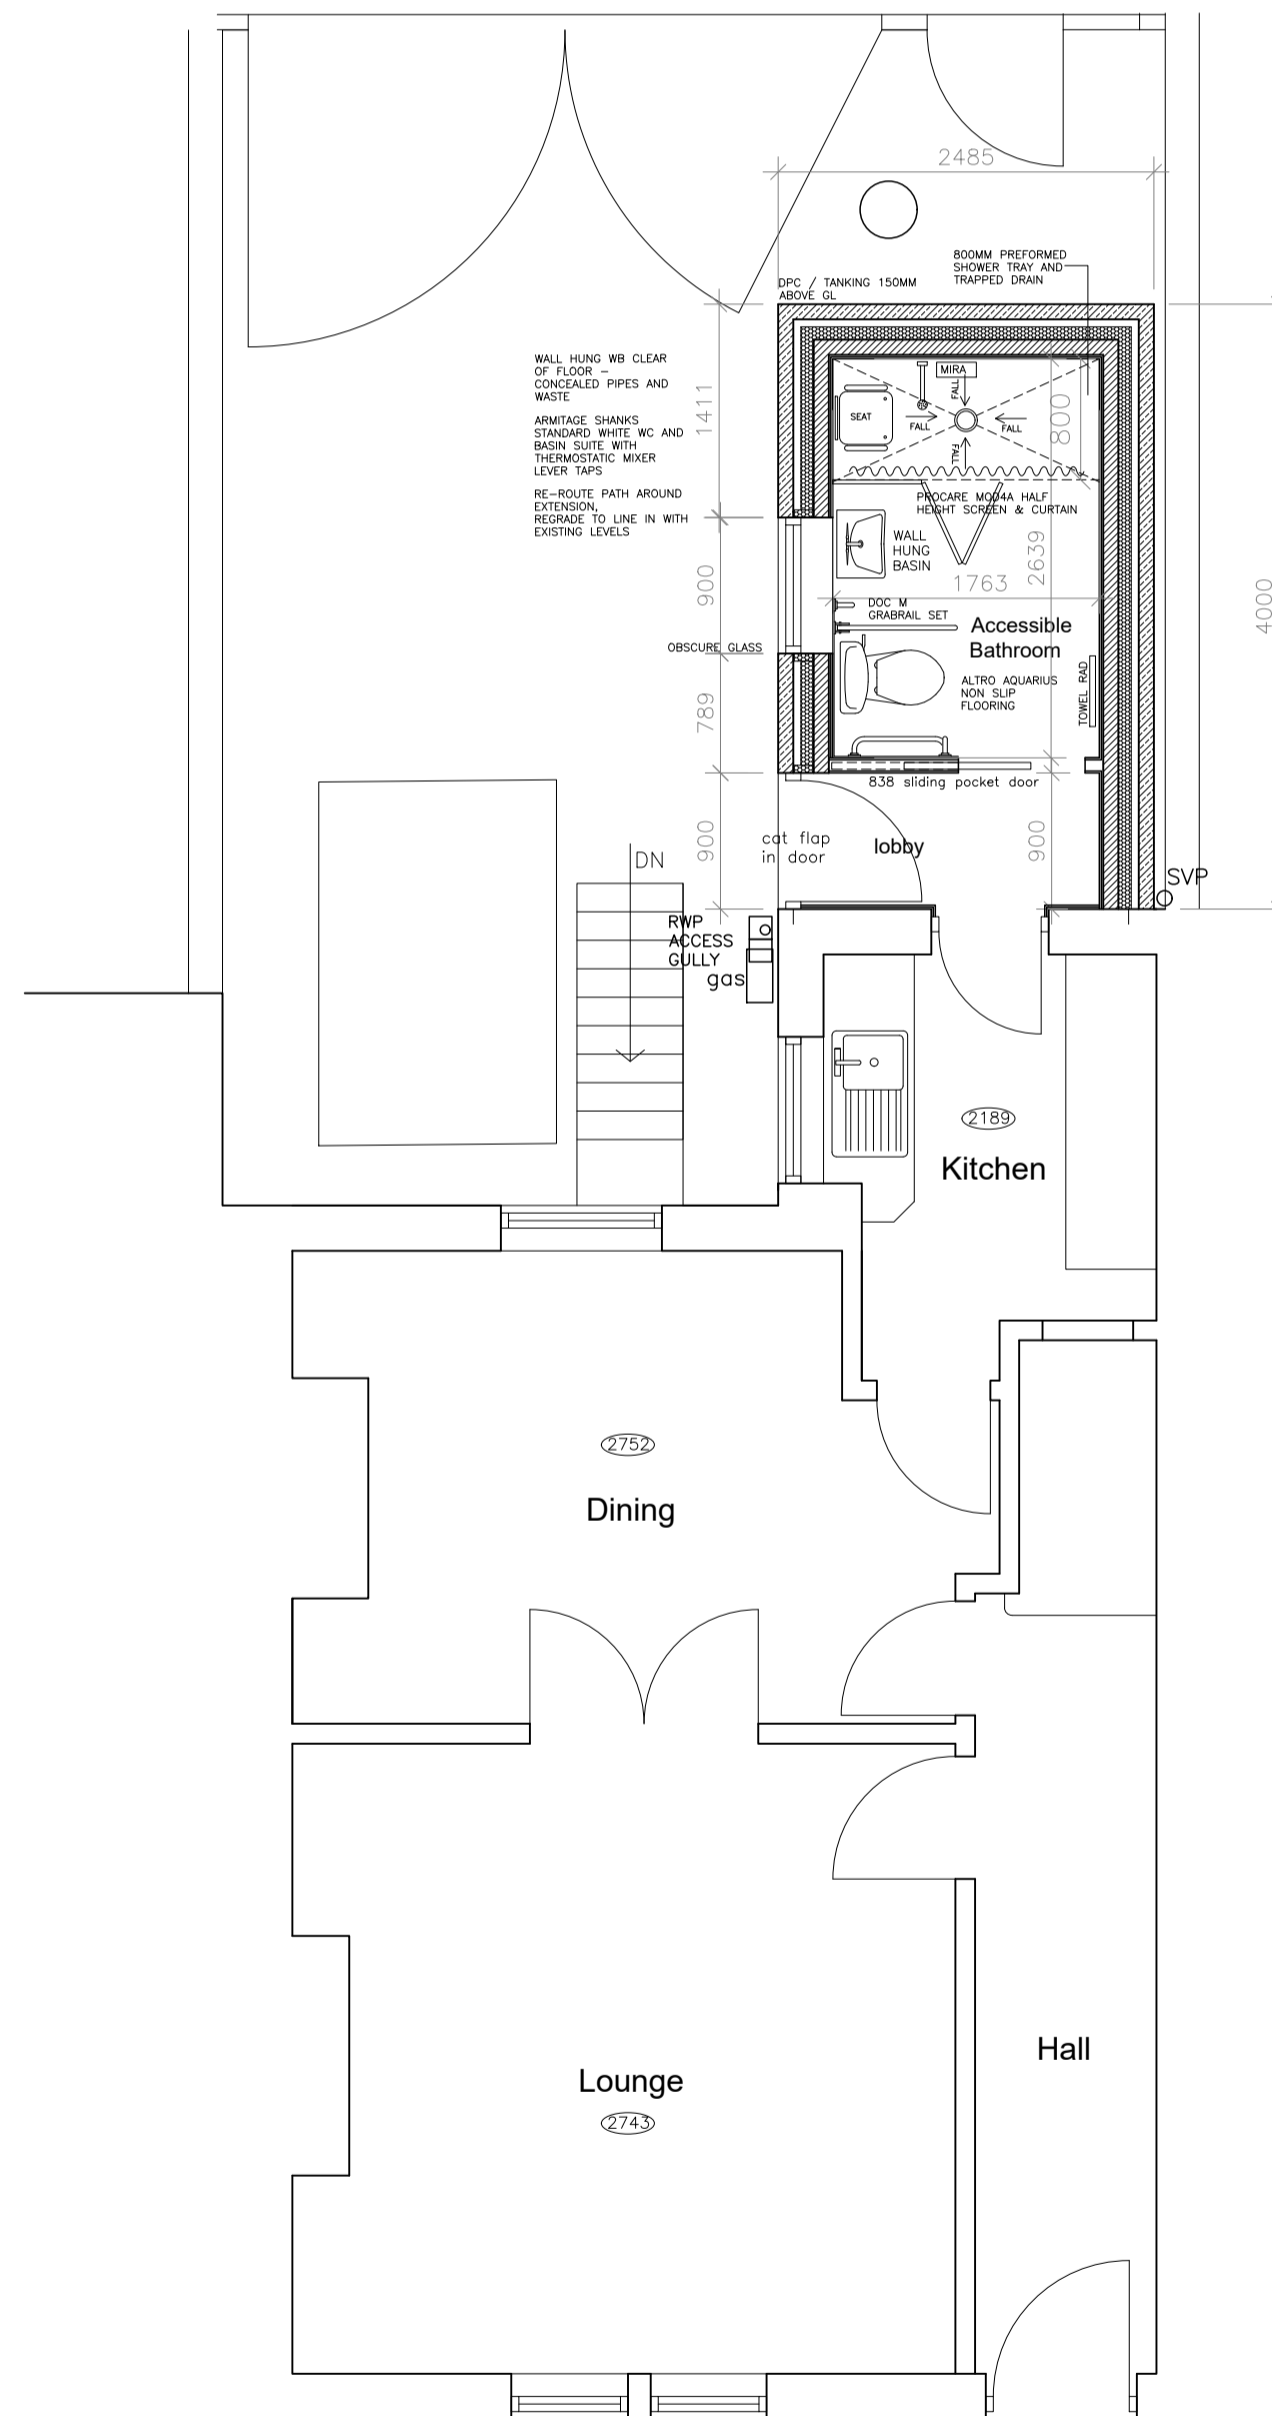 2485
800MM PREFORMED
SHOWER TRAY AND
TRAPPED DRAIN
DPC / TANKING 150MM
ABOVE GL
WALL HUNG WB CLEAR
OF FLOOR –
CONCEALED PIPES AND
WASTE
ARMITAGE SHANKS
STANDARD WHITE WC AND
BASIN SUITE WITH
THERMOSTATIC MIXER
LEVER TAPS
RE-ROUTE PATH AROUND
EXTENSION,
REGRADE TO LINE IN WITH
EXISTING LEVELS
1411
MIRA
FALL
SEAT
FALL
FALL
FALL
800
PROCARE MOD4A HALF
HEIGHT SCREEN & CURTAIN
WALL
HUNG
BASIN
2639
1763
900
4000
DOC M
GRABRAIL SET
Accessible
Bathroom
OBSCURE GLASS
ALTRO AQUARIUS
NON SLIP
FLOORING
TOWEL RAD
789
838 sliding pocket door
900
cat flap
in door
lobby
900
DN
SVP
RWP
ACCESS
GULLY
gas
2189
Kitchen
2752
Dining
Hall
Lounge
2743